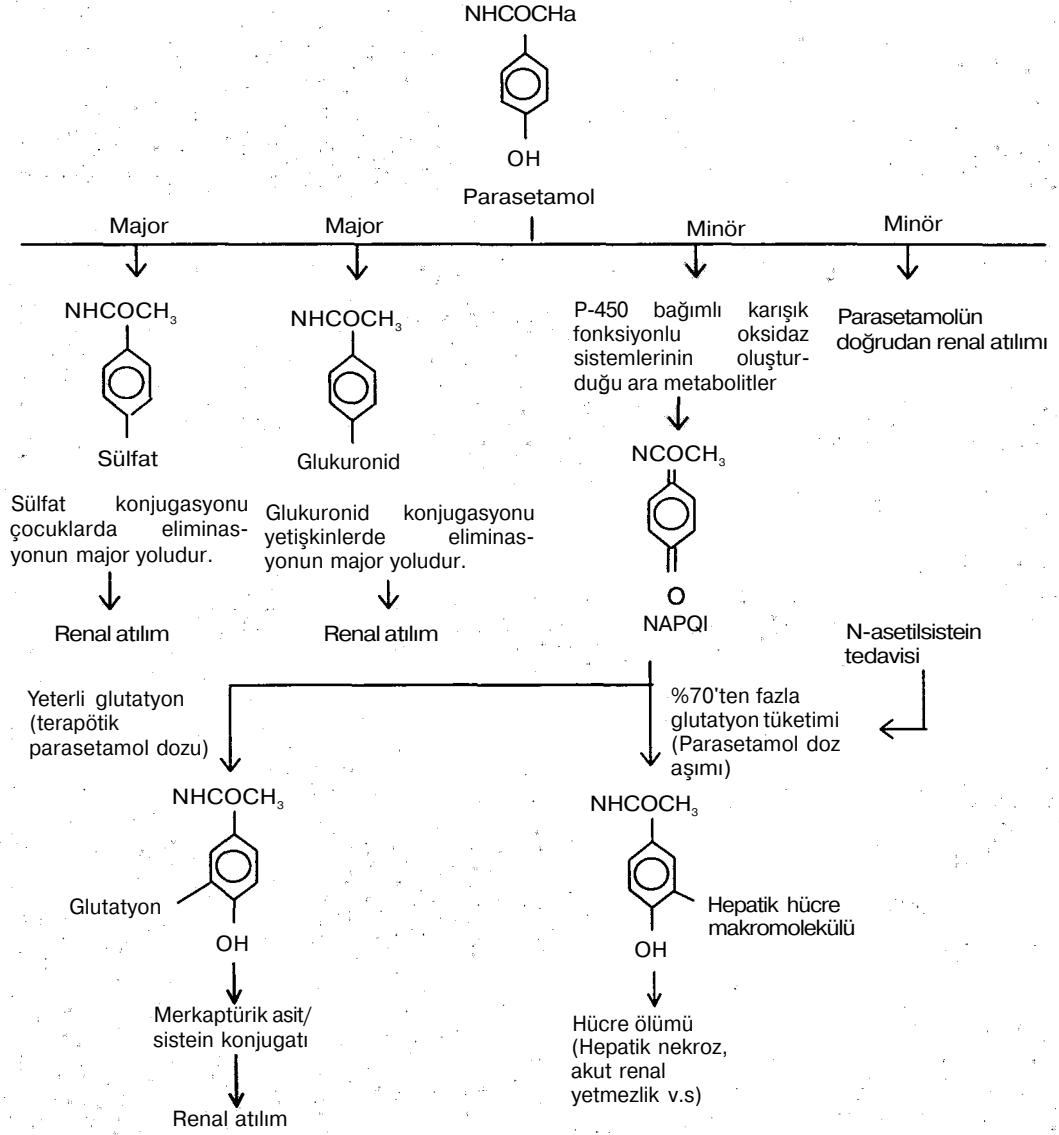 NHCOCHa
OH
Parasetamol
Major
Major
Minör
Minör
NHCOCH₃
Sülfat
Sülfat konjugasyonu
çocuklarda eliminas-
yonun major yoludur.
Renal atılım
NHCOCH₃
Glukuronid
Glukuronid konjugasyonu
yetişkinlerde eliminas-
yonun major yoludur.
Renal atılım
P-450 bağımlı karışık
fonksiyonlu oksidaz
sistemlerinin oluştur-
duğu ara metabolitler
NCOCH₃
O
NAPQI
Parasetamolün
doğrudan renal atılımı
N-asetilsistein
tedavisi
Yeterli glutatyon
(terapötik
parasetamol dozu)
NHCOCH₃
Glutatyon
OH
Merkaptürik asit/
sistein konjugatı
Renal atılım
%70'ten fazla
glutatyon tüketimi
(Parasetamol doz
aşımı)
NHCOCH₃
Hepatik hücre
makromolekülü
OH
Hücre ölümü
(Hepatik nekroz,
akut renal
yetmezlik v.s)